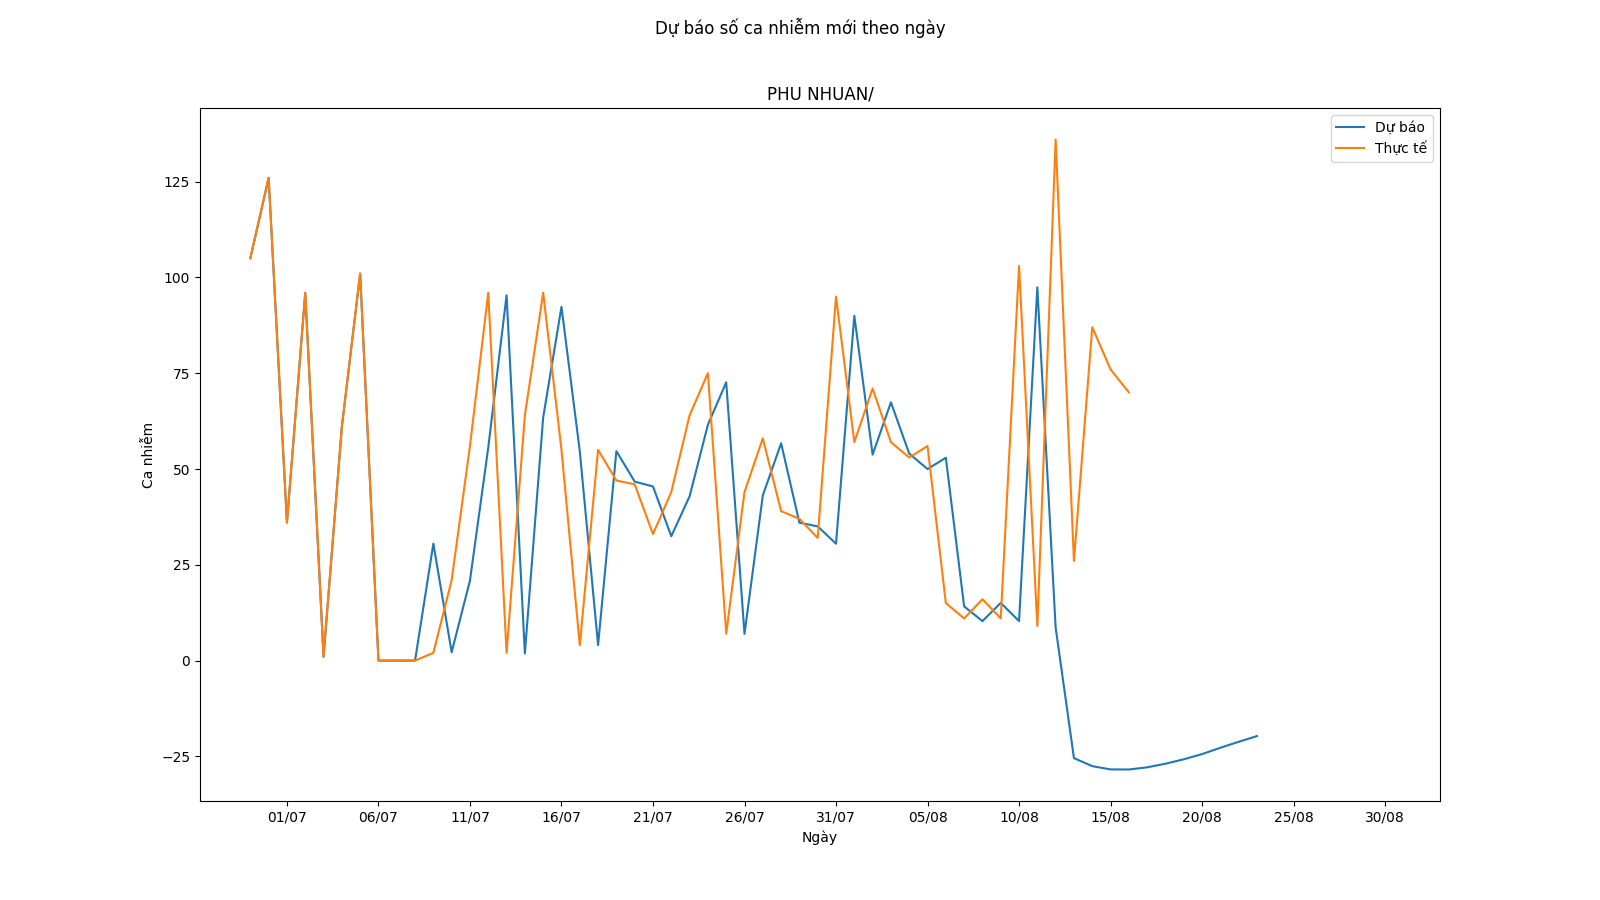 Dự báo số ca nhiễm mới theo ngày
PHU NHUAN/
Dự báo
Thực tế
125
100
75
50
25
0
−25
Ca nhiễm
01/07 06/07 11/07 16/07 21/07 26/07 31/07 05/08 10/08 15/08 20/08 25/08 30/08
Ngày